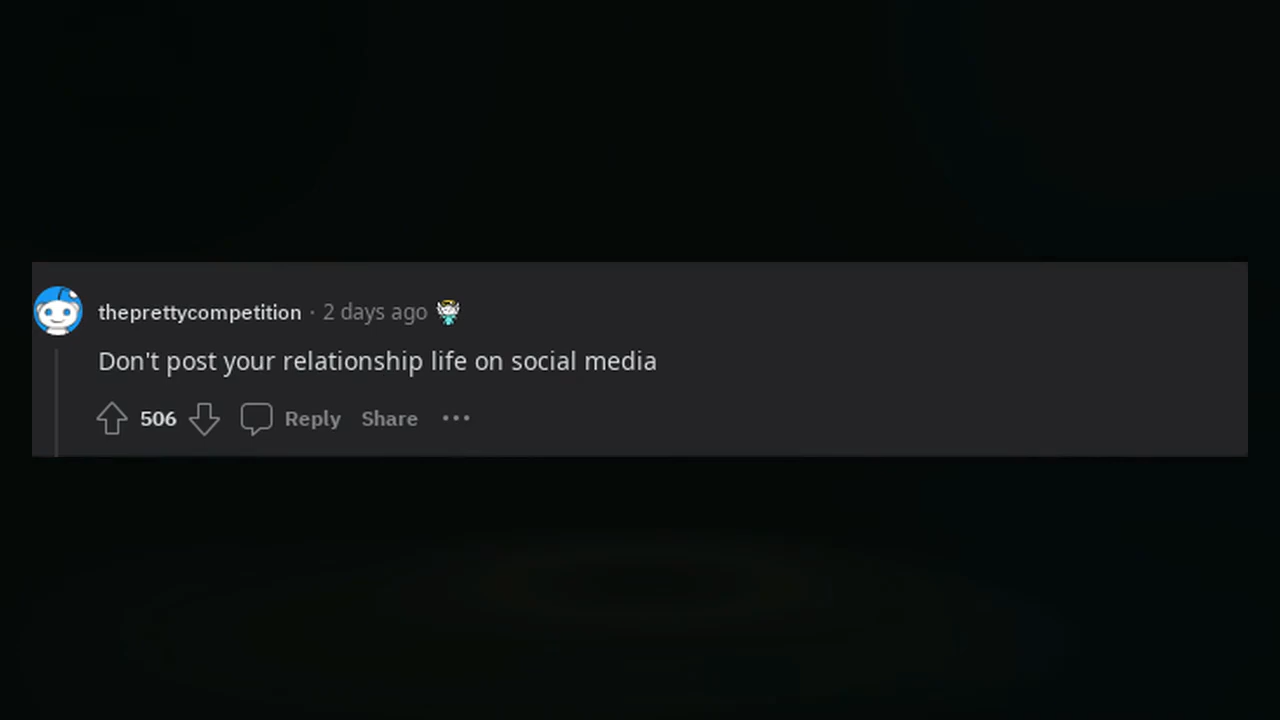 theprettycompetition · 2 days ago
Don't post your relationship life on social media
506 Reply Share ···